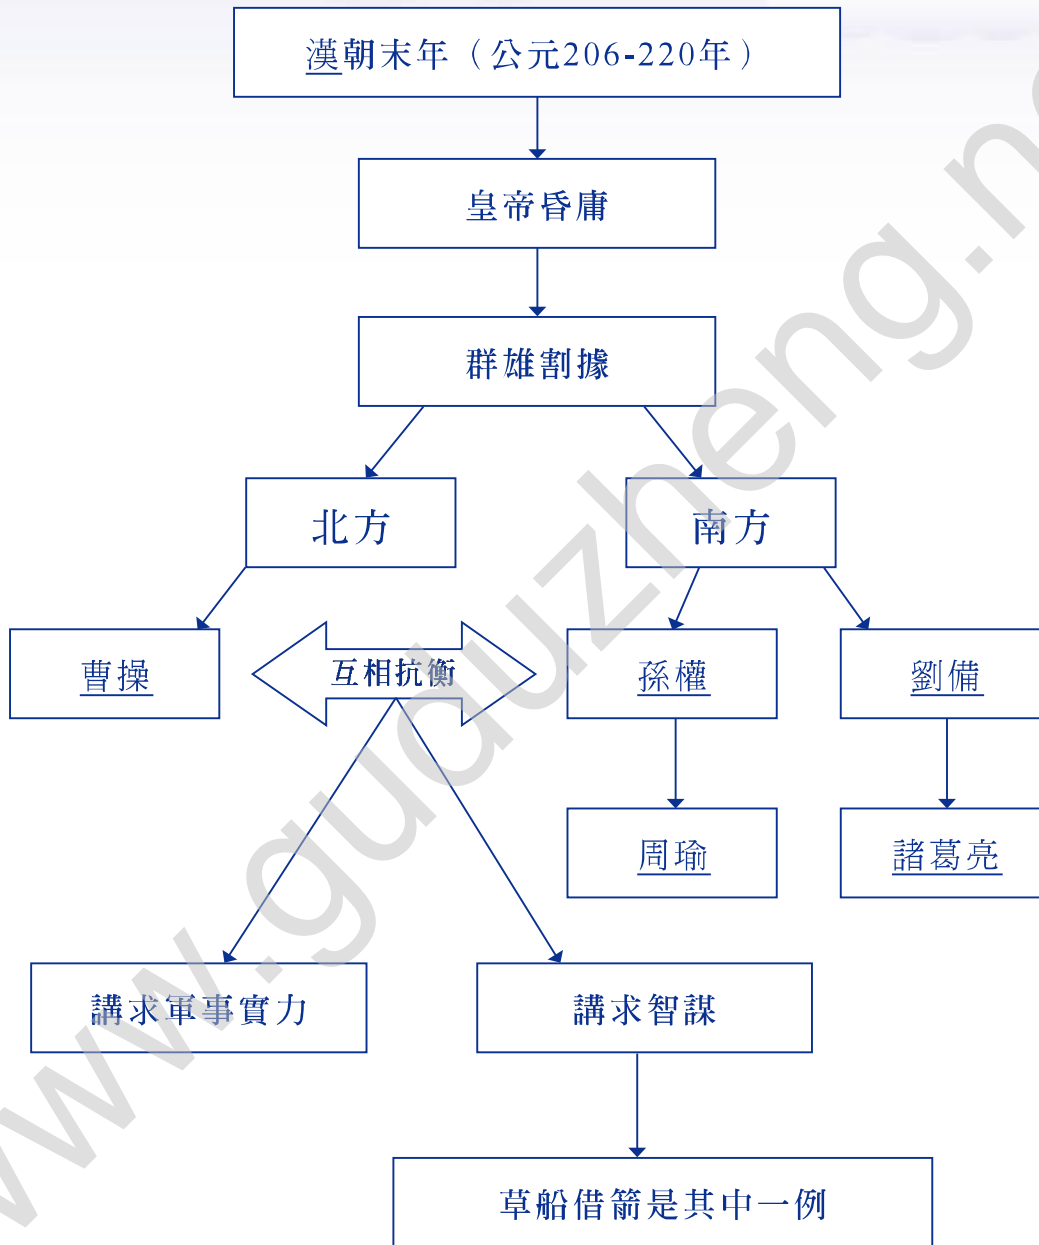 漢朝末年（公元206-220年）
皇帝昏庸
群雄割據
北方
南方
曹操
互相抗衡
孫權
劉備
周瑜
諸葛亮
講求軍事實力
講求智謀
草船借箭是其中一例
www.guduzheng.n